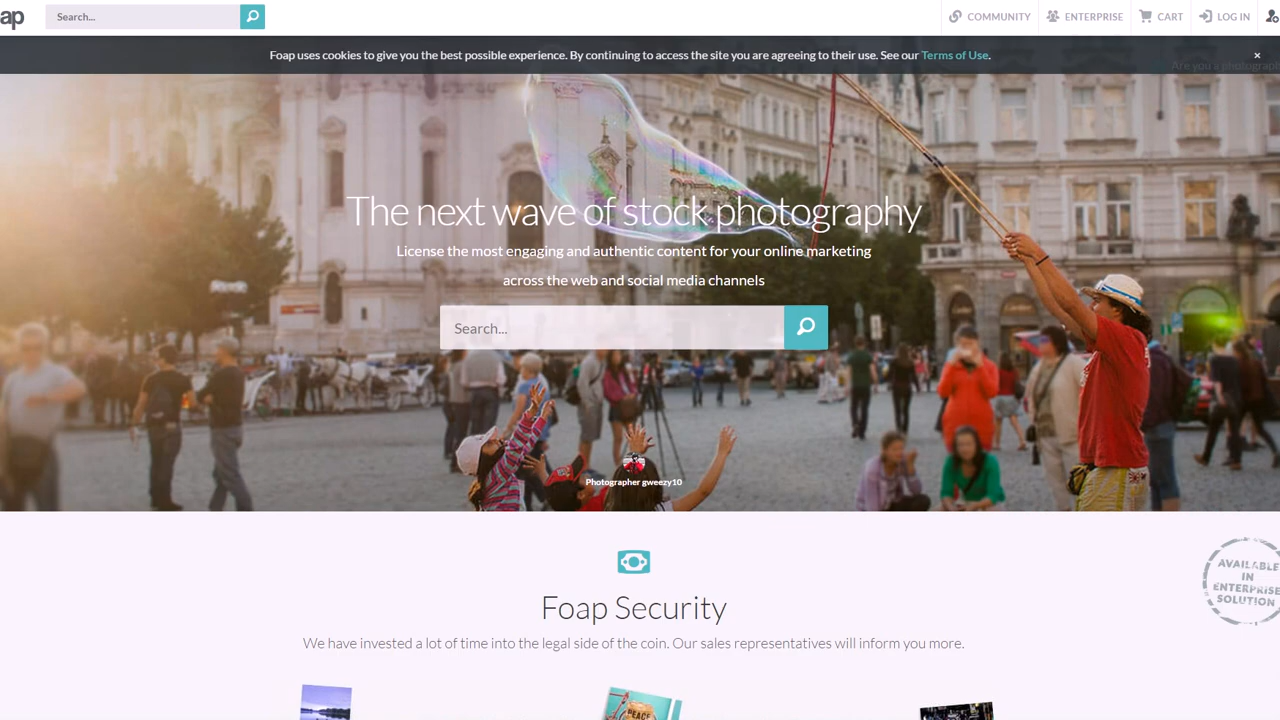 ap
Search...
COMMUNITY
ENTERPRISE
CART
LOG IN
Foap uses cookies to give you the best possible experience. By continuing to access the site you are agreeing to their use. See our Terms of Use.
×
Are you a photograph
The next wave of stock photography
License the most engaging and authentic content for your online marketing
across the web and social media channels
Search...
Photographer gweezy10
AVAILABLE
IN
ENTERPRISE
SOLUTION
Foap Security
We have invested a lot of time into the legal side of the coin. Our sales representatives will inform you more.
PEACE